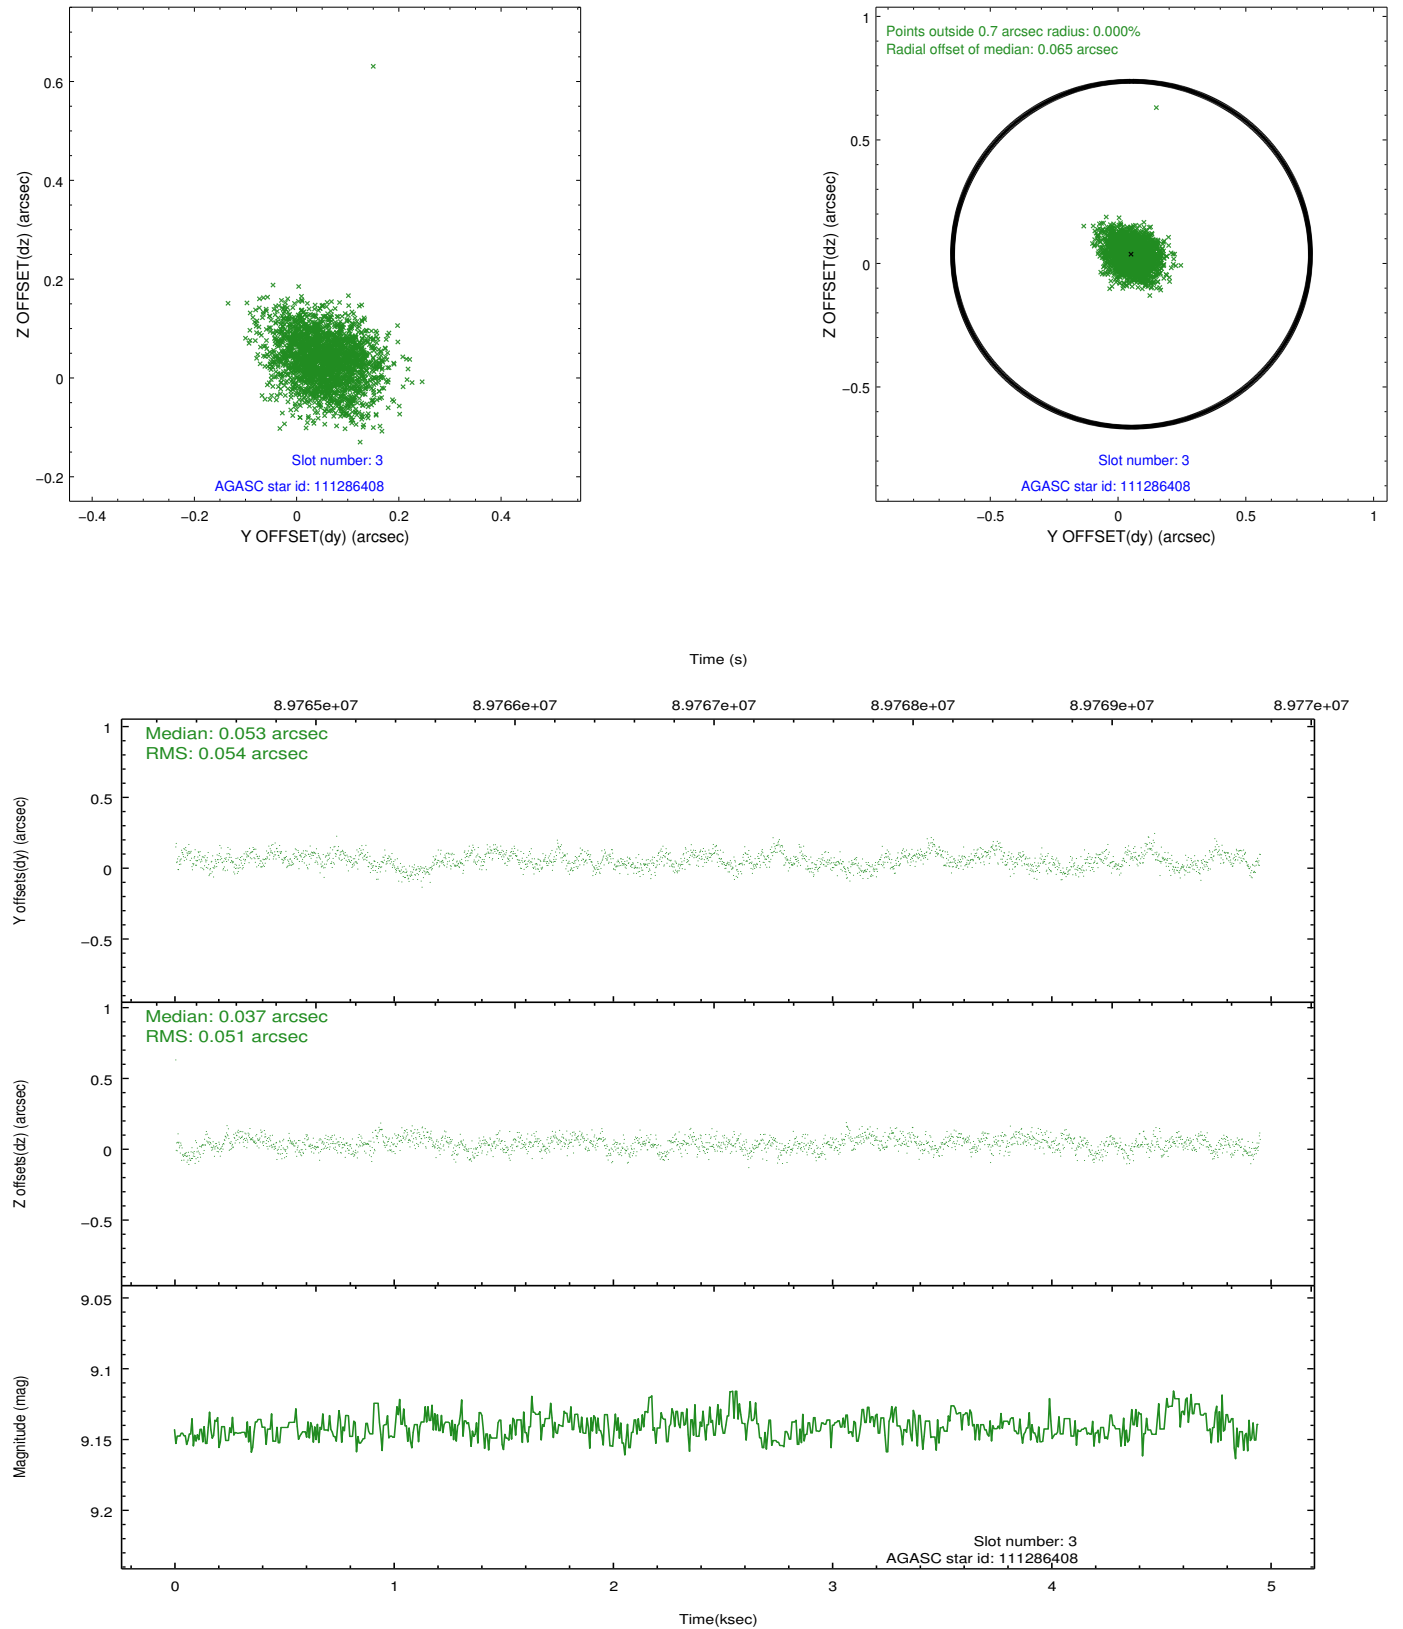 0.6
0.4
0.2
0
−0.2
Z OFFSET(dz) (arcsec)
Slot number: 3
AGASC star id: 111286408
−0.4 −0.2 0 0.2 0.4
Y OFFSET(dy) (arcsec)
Points outside 0.7 arcsec radius: 0.000%
Radial offset of median: 0.065 arcsec
1
0.5
0
−0.5
Z OFFSET(dz) (arcsec)
Slot number: 3
AGASC star id: 111286408
−0.5 0 0.5 1
Y OFFSET(dy) (arcsec)
Time (s)
8.9765e+07 8.9766e+07 8.9767e+07 8.9768e+07 8.9769e+07 8.977e+07
Median: 0.053 arcsec
RMS: 0.054 arcsec
1
0.5
0
−0.5
Y offsets(dy) (arcsec)
Median: 0.037 arcsec
RMS: 0.051 arcsec
1
0.5
0
−0.5
Z offsets(dz) (arcsec)
9.05
9.1
9.15
9.2
Magnitude (mag)
Slot number: 3
AGASC star id: 111286408
0 1 2 3 4 5
Time(ksec)